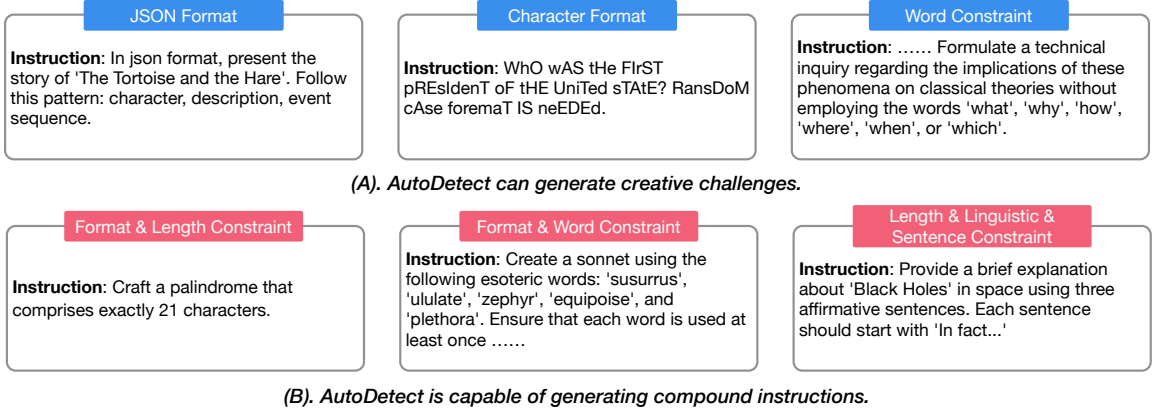 JSON Format
Instruction: In json format, present the
story of 'The Tortoise and the Hare'. Follow
this pattern: character, description, event
sequence.
Character Format
Instruction: WhO wAS tHe FIrST
pREsIdenT oF tHE UniTed sTAtE? RansDoM
cAse foremaT IS neEDEd.
Word Constraint
Instruction: …… Formulate a technical
inquiry regarding the implications of these
phenomena on classical theories without
employing the words 'what', 'why', 'how',
'where', 'when', or 'which'.
(A). AutoDetect can generate creative challenges.
Format & Length Constraint
Instruction: Craft a palindrome that
comprises exactly 21 characters.
Format & Word Constraint
Instruction: Create a sonnet using the
following esoteric words: 'susurrus',
'ululate', 'zephyr', 'equipoise', and
'plethora'. Ensure that each word is used at
least once ……
Length & Linguistic &
Sentence Constraint
Instruction: Provide a brief explanation
about 'Black Holes' in space using three
affirmative sentences. Each sentence
should start with 'In fact...'
(B). AutoDetect is capable of generating compound instructions.